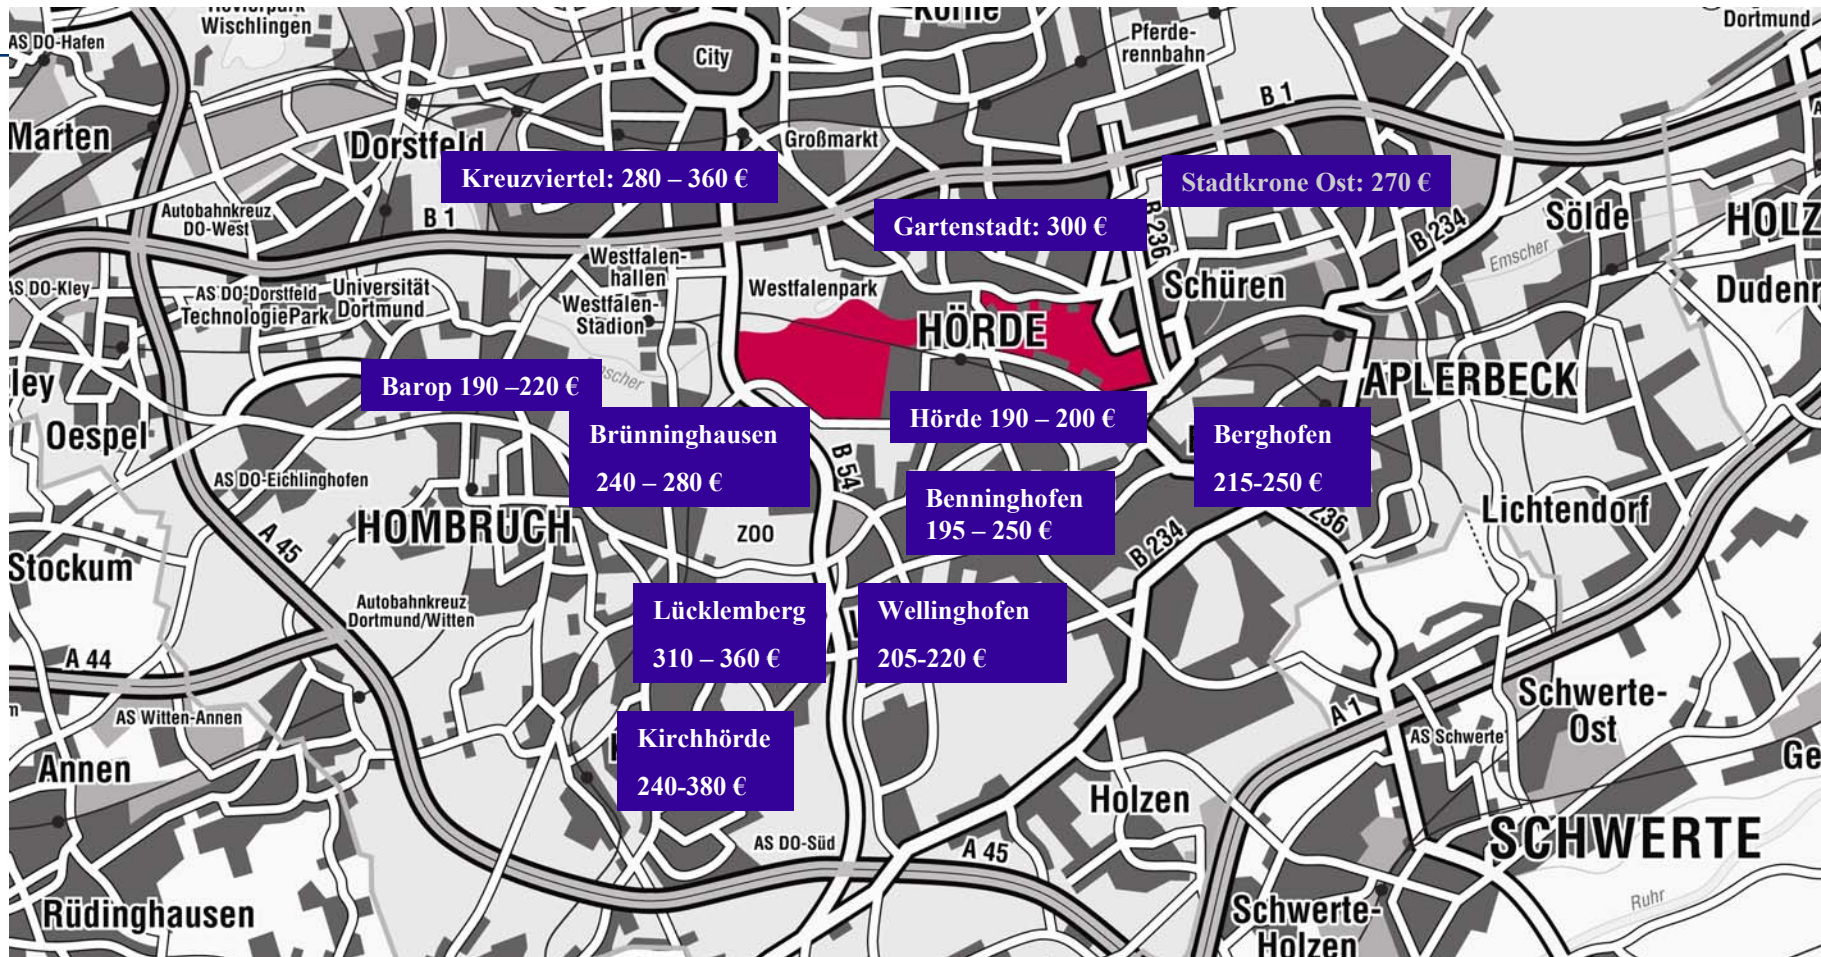 Wischlingen
AS DO-Hafen
City
Körne
Pferde-
rennbahn
Dortmund
B 1
Marten
Dorstfeld
Großmarkt
Kreuzviertel: 280 – 360 €
Stadtkrone Ost: 270 €
Autobahnkreuz
DO-West
B 1
Gartenstadt: 300 €
B 236
B 234
Sölde
HOLZ
Emscher
Westfalen-
hallen
Westfalen-
Stadion
Westfalenpark
Schüren
AS DO-Kley
AS DO-Dorstfeld
TechnologiePark
Universität
Dortmund
HÖRDE
Barop 190 –220 €
APLERBECK
ley
Oespel
Brünninghausen
240 – 280 €
Hörde 190 – 200 €
Berghofen
215-250 €
B 54
AS DO-Eichlinghofen
Benninghofen
195 – 250 €
Lichtendorf
HOMBRUCH
A 45
ZOO
B 234
236
Stockum
Autobahnkreuz
Dortmund/Witten
Lücklemberg
310 – 360 €
Wellinghofen
205-220 €
A 44
AS Witten-Annen
A 1
Schwerte-
Ost
AS Schwerte
Kirchhörde
240-380 €
Annen
Ge
Holzen
AS DO-Süd
A 45
SCHWERTE
Rüdinghausen
Schwerte-
Holzen
Ruhr